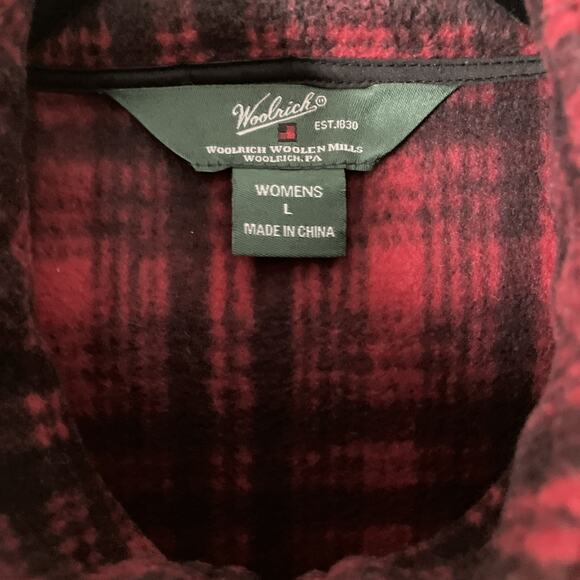 Woolrich
EST.1830
WOOLRICH WOOLEN MILLS
WOOLRICH, PA
WOMENS
L
MADE IN CHINA